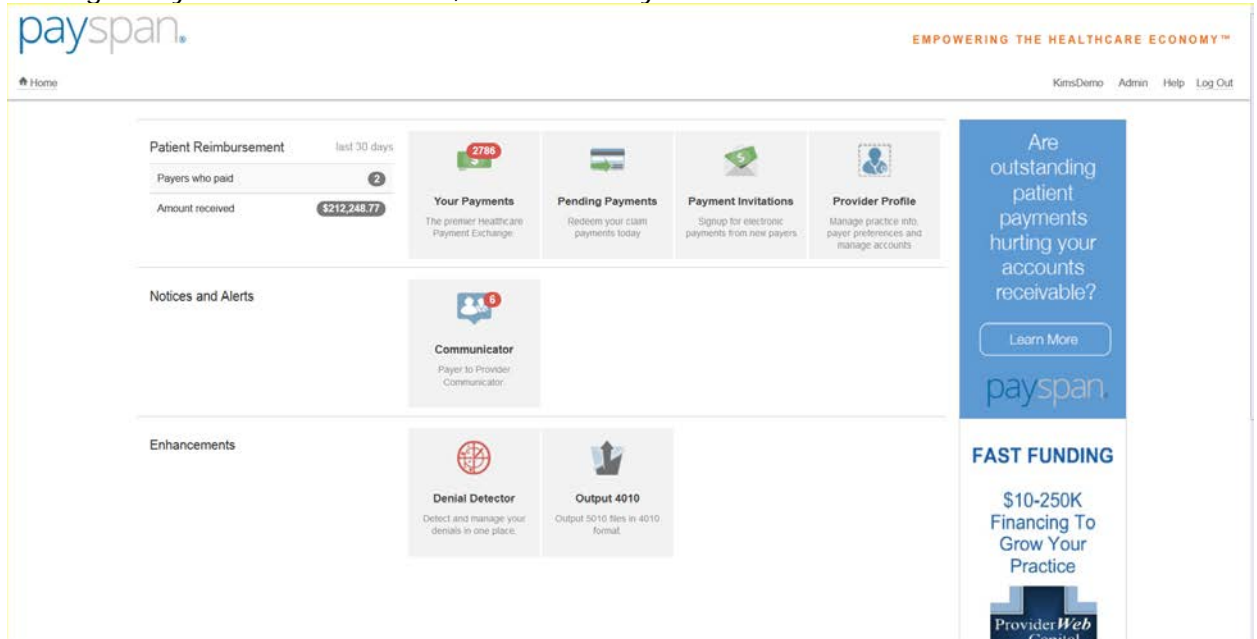 payspan®
EMPOWERING THE HEALTHCARE ECONOMY™
Home
KimsDemo Admin Help Log Out
Patient Reimbursement last 30 days
Payers who paid 2
Amount received $212,248.77
2786
Your Payments
The premier Healthcare
Payment Exchange
Pending Payments
Redeem your claim
payments today
Payment Invitations
Signup for electronic
payments from new payers
Provider Profile
Manage practice info,
payer preferences and
manage accounts
Notices and Alerts
6
Communicator
Payer to Provider
Communicator
Enhancements
Denial Detector
Detect and manage your
denials in one place.
Output 4010
Output 5010 files in 4010
format.
Are
outstanding
patient
payments
hurting your
accounts
receivable?
Learn More
payspan®
FAST FUNDING
$10-250K
Financing To
Grow Your
Practice
ProviderWeb
Capital